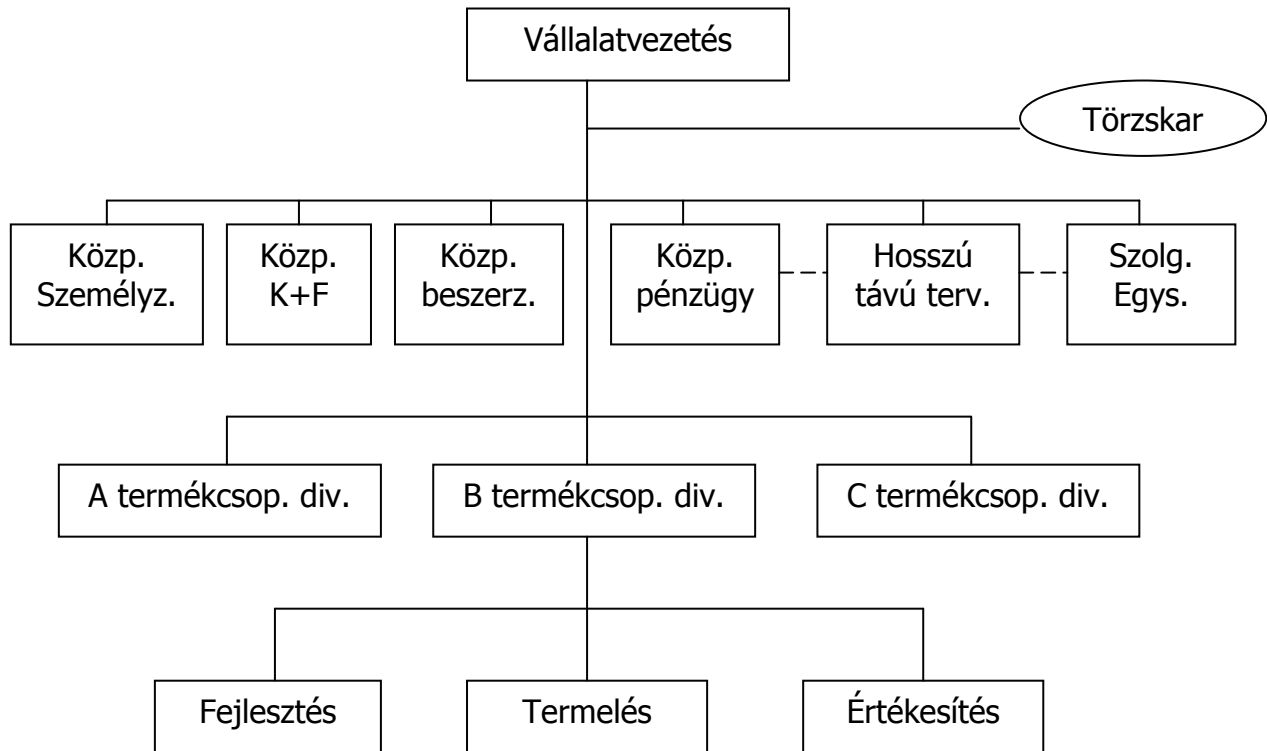 Vállalatvezetés
Törzskar
Közp.
Személyz.
Közp.
K+F
Közp.
beszerz.
Közp.
pénzügy
Hosszú
távú terv.
Szolg.
Egys.
A termékcsop. div.
B termékcsop. div.
C termékcsop. div.
Fejlesztés
Termelés
Értékesítés